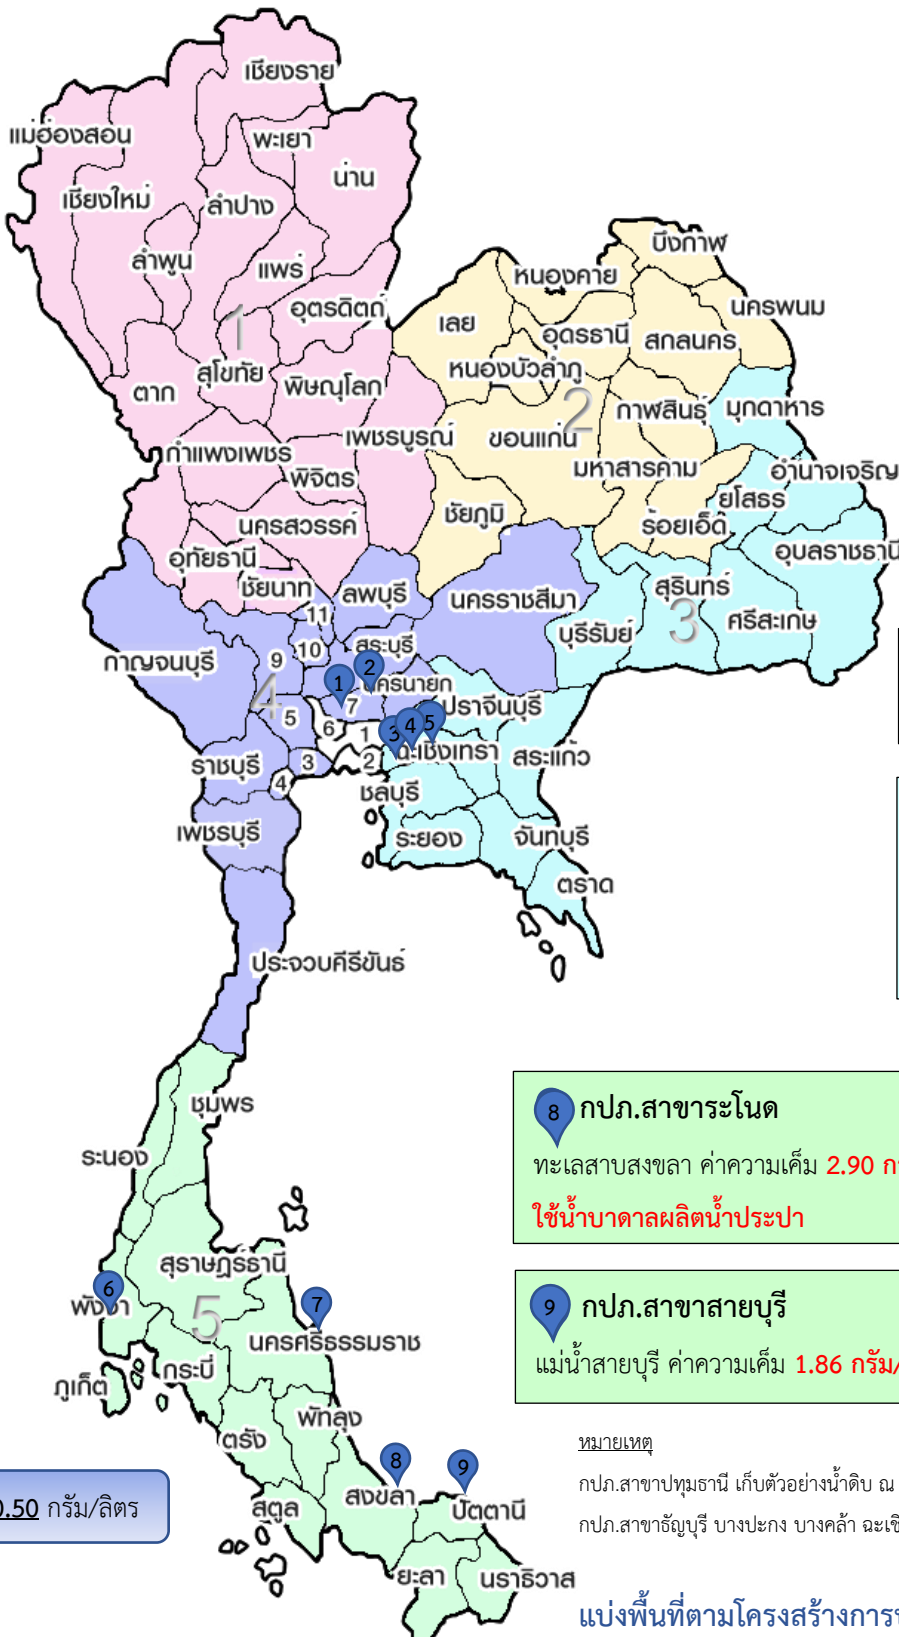 เชียงราย
แม่ฮ่องสอน
พะเยา
น่าน
เชียงใหม่
ลำปาง
ลำพูน
แพร่
อุตรดิตถ์
1
สุโขทัย
ตาก
พิษณุโลก
กำแพงเพชร
พิจิตร
เพชรบูรณ์
นครสวรรค์
อุทัยธานี
ชัยนาท
บึงกาฬ
หนองคาย
นครพนม
เลย
อุดรธานี
สกลนคร
หนองบัวลำภู
2
กาฬสินธุ์
มุกดาหาร
ขอนแก่น
มหาสารคาม
อำนาจเจริญ
ยโสธร
ชัยภูมิ
ร้อยเอ็ด
อุบลราชธานี
สุรินทร์
ลพบุรี
นครราชสีมา
บุรีรัมย์
3
ศรีสะเกษ
11
สระบุรี
10
กาญจนบุรี
9
4
1
2
นครนายก
7
ปราจีนบุรี
5
6
1
3
4
5
ฉะเชิงเทรา
สระแก้ว
ราชบุรี
3
2
4
ชลบุรี
เพชรบุรี
ระยอง
จันทบุรี
ตราด
ประจวบคีรีขันธ์
ชุมพร
ระนอง
สุราษฎร์ธานี
6
พังงา
5
7
นครศรีธรรมราช
กระบี่
ภูเก็ต
พัทลุง
ตรัง
8
9
สงขลา
สตูล
ปัตตานี
ยะลา
นราธิวาส
8 กปภ.สาขาระโนด
ทะเลสาบสงขลา ค่าความเค็ม 2.90 ก
ใช้น้ำบาดาลผลิตน้ำประปา
9 กปภ.สาขาสายบุรี
แม่น้ำสายบุรี ค่าความเค็ม 1.86 กรัม/
0.50 กรัม/ลิตร
หมายเหตุ
กปภ.สาขาปทุมธานี เก็บตัวอย่างน้ำดิบ ณ
กปภ.สาขาธัญบุรี บางปะกง บางคล้า ฉะเชิ
แบ่งพื้นที่ตามโครงสร้างการ